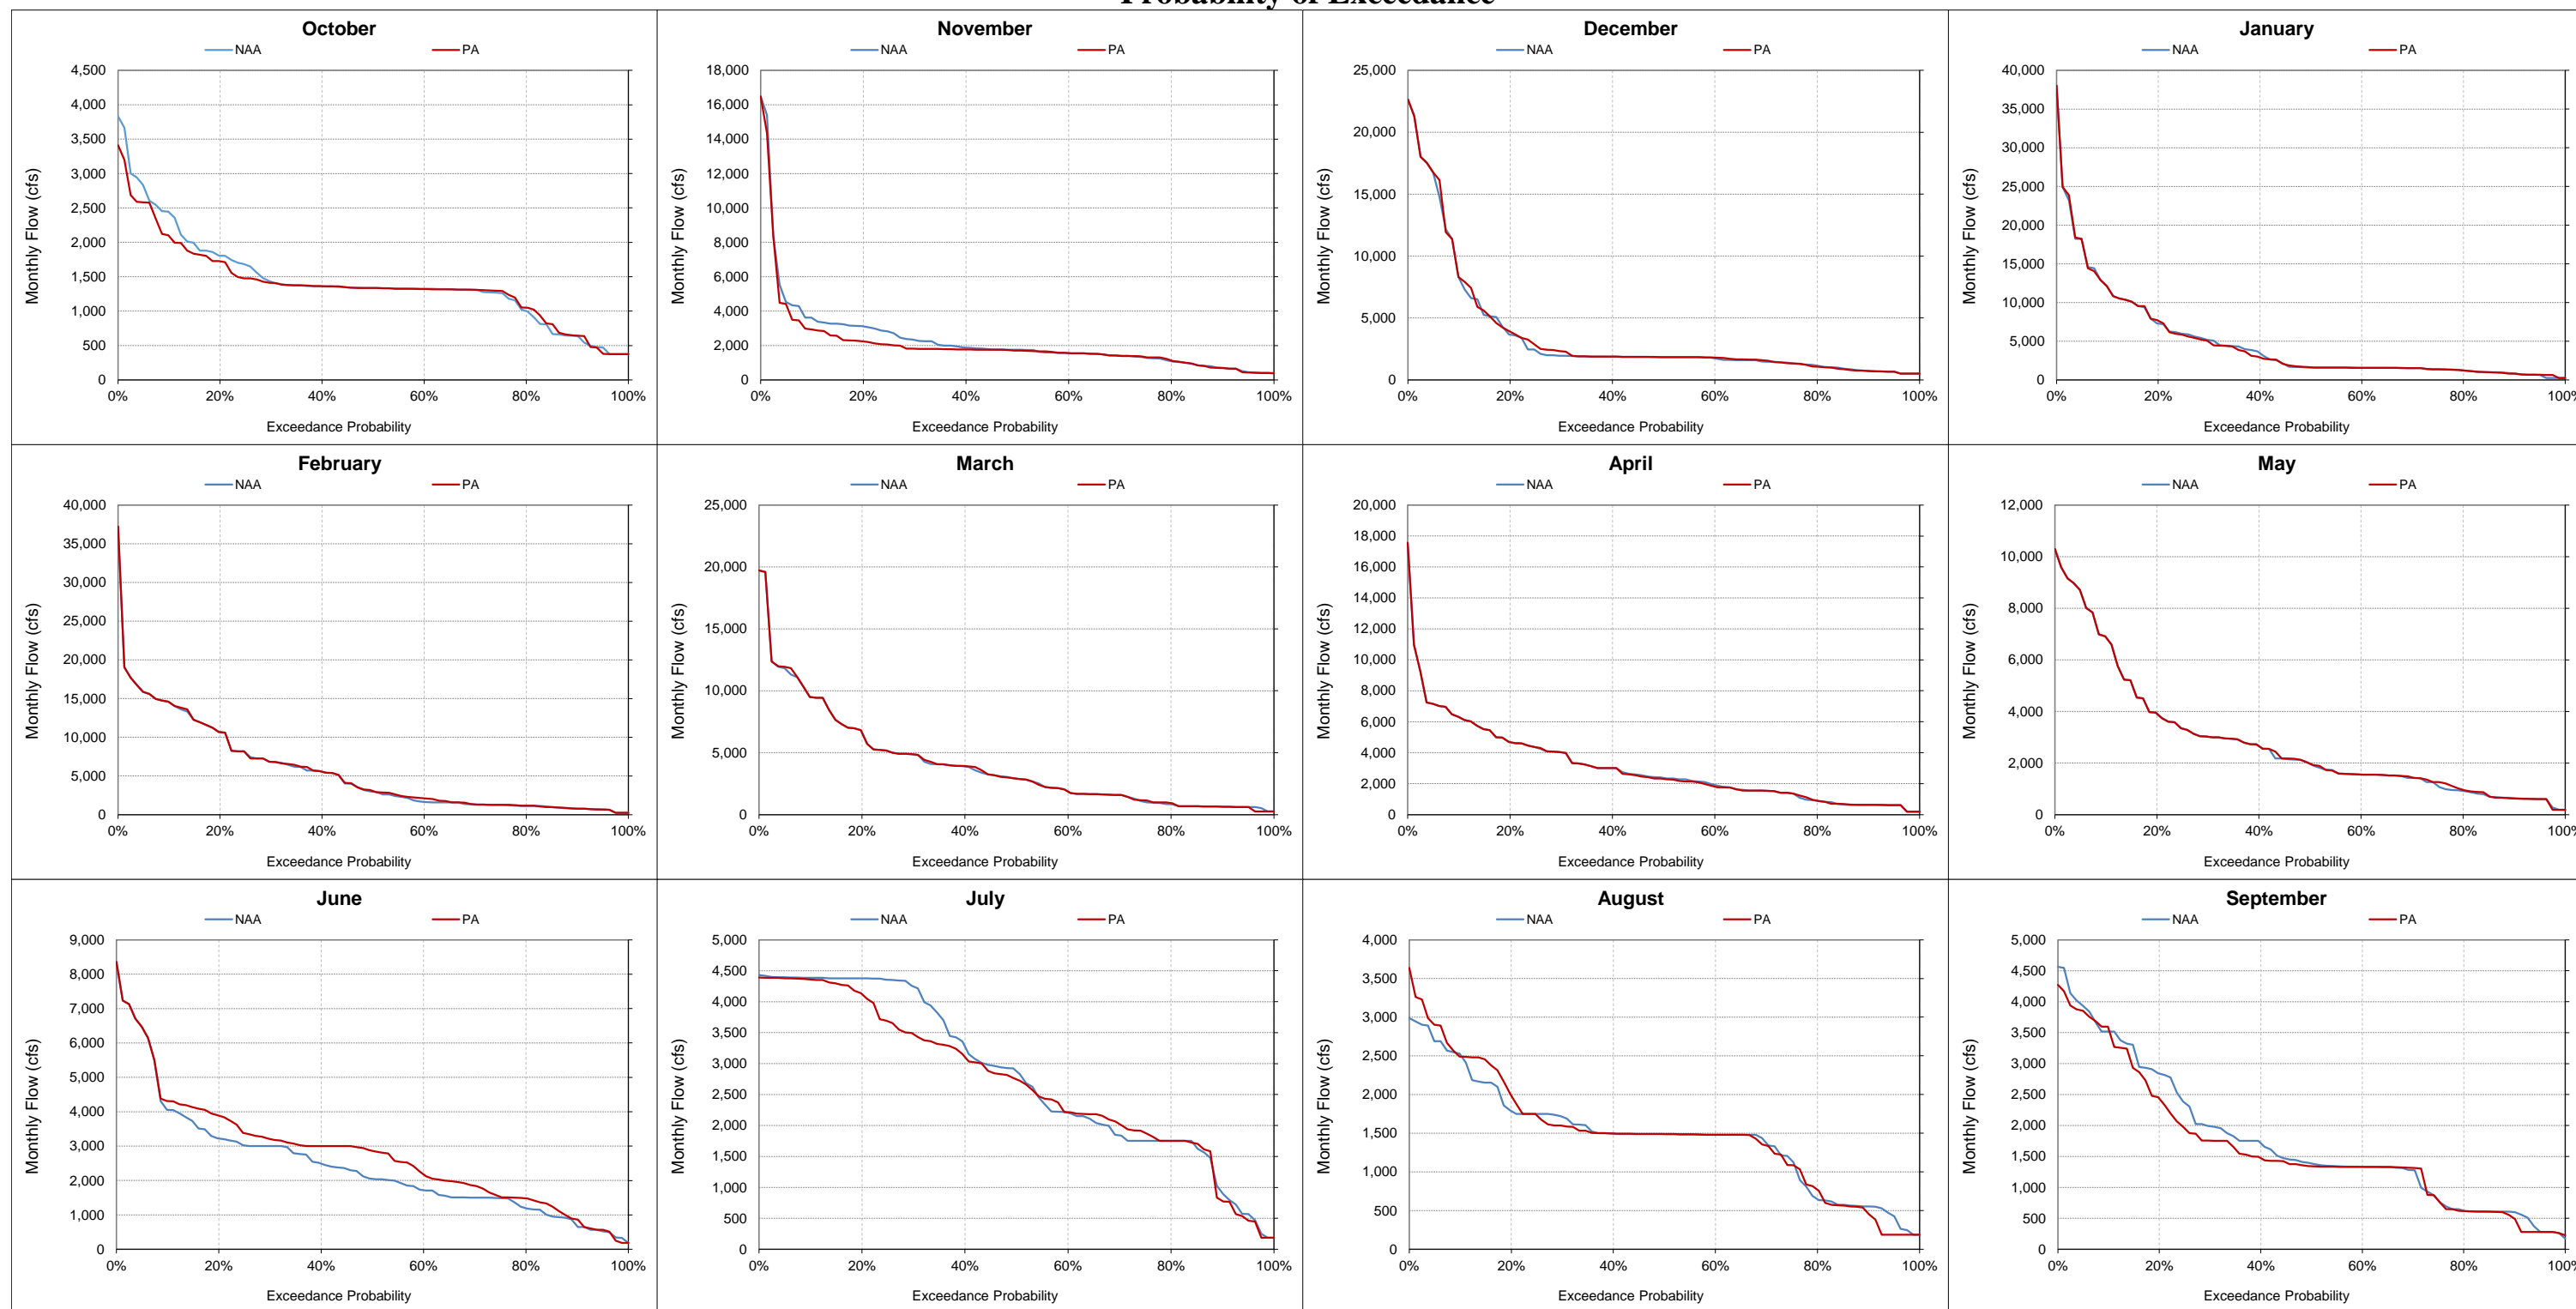 Probability of Exceedance
October
NAA PA
4,500
4,000
3,500
3,000
2,500
2,000
1,500
1,000
500
0
Monthly Flow (cfs)
0% 20% 40% 60% 80% 100%
Exceedance Probability
November
NAA PA
18,000
16,000
14,000
12,000
10,000
8,000
6,000
4,000
2,000
0
Monthly Flow (cfs)
0% 20% 40% 60% 80% 100%
Exceedance Probability
December
NAA PA
25,000
20,000
15,000
10,000
5,000
0
Monthly Flow (cfs)
0% 20% 40% 60% 80% 100%
Exceedance Probability
January
NAA PA
40,000
35,000
30,000
25,000
20,000
15,000
10,000
5,000
0
Monthly Flow (cfs)
0% 20% 40% 60% 80% 100%
Exceedance Probability
February
NAA PA
40,000
35,000
30,000
25,000
20,000
15,000
10,000
5,000
0
Monthly Flow (cfs)
0% 20% 40% 60% 80% 100%
Exceedance Probability
March
NAA PA
25,000
20,000
15,000
10,000
5,000
0
Monthly Flow (cfs)
0% 20% 40% 60% 80% 100%
Exceedance Probability
April
NAA PA
20,000
18,000
16,000
14,000
12,000
10,000
8,000
6,000
4,000
2,000
0
Monthly Flow (cfs)
0% 20% 40% 60% 80% 100%
Exceedance Probability
May
NAA PA
12,000
10,000
8,000
6,000
4,000
2,000
0
Monthly Flow (cfs)
0% 20% 40% 60% 80% 100%
Exceedance Probability
June
NAA PA
9,000
8,000
7,000
6,000
5,000
4,000
3,000
2,000
1,000
0
Monthly Flow (cfs)
0% 20% 40% 60% 80% 100%
Exceedance Probability
July
NAA PA
5,000
4,500
4,000
3,500
3,000
2,500
2,000
1,500
1,000
500
0
Monthly Flow (cfs)
0% 20% 40% 60% 80% 100%
Exceedance Probability
August
NAA PA
4,000
3,500
3,000
2,500
2,000
1,500
1,000
500
0
Monthly Flow (cfs)
0% 20% 40% 60% 80% 100%
Exceedance Probability
September
NAA PA
5,000
4,500
4,000
3,500
3,000
2,500
2,000
1,500
1,000
500
0
Monthly Flow (cfs)
0% 20% 40% 60% 80% 100%
Exceedance Probability